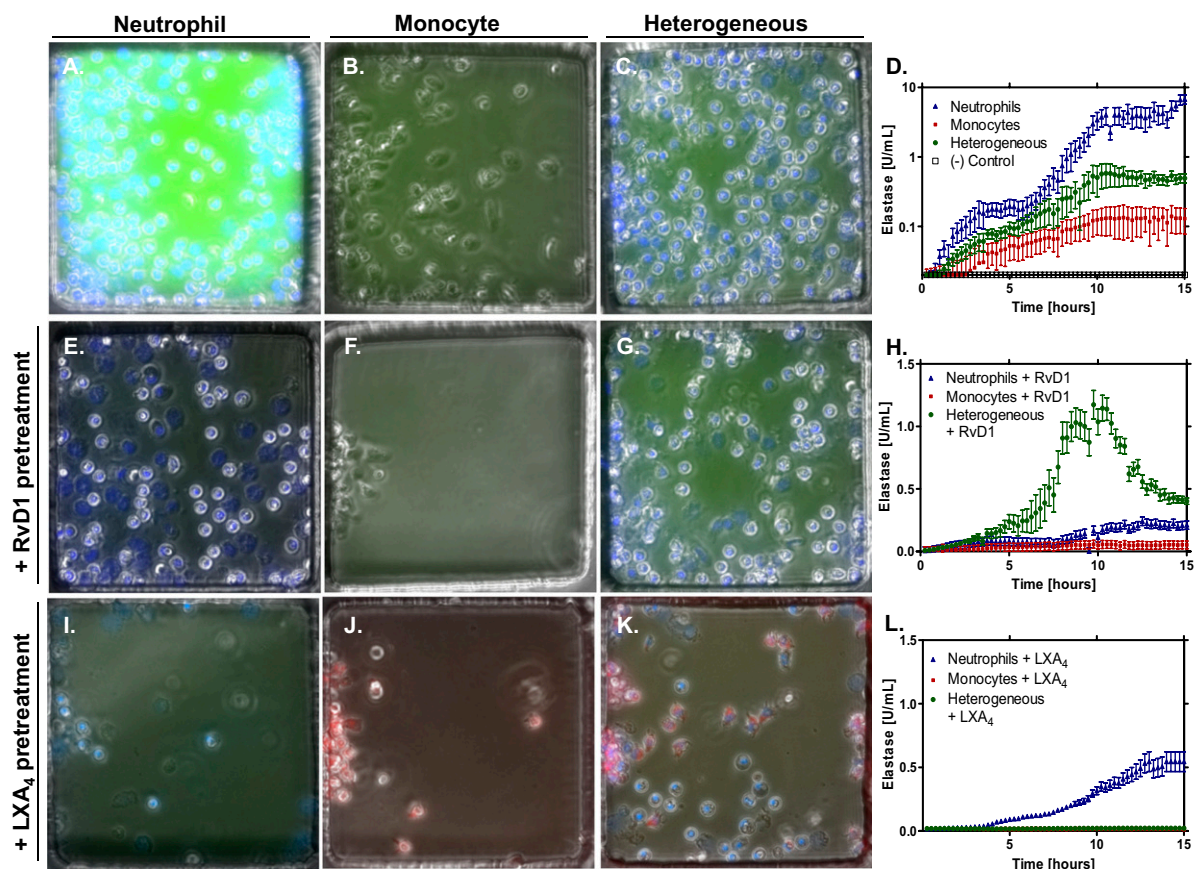 Neutrophil
Monocyte
Heterogeneous
A.
B.
C.
D.
10
1
0.1
Elastase [U/mL]
Neutrophils
Monocytes
Heterogeneous
(-) Control
5
10
15
Time [hours]
+ RvD1 pretreatment
E.
F.
G.
H.
1.5
1.0
0.5
0.0
Elastase [U/mL]
Neutrophils + RvD1
Monocytes + RvD1
Heterogeneous
+ RvD1
5
10
15
Time [hours]
+ LXA₄ pretreatment
I.
J.
K.
L.
1.5
1.0
0.5
0.0
Elastase [U/mL]
Neutrophils + LXA₄
Monocytes + LXA₄
Heterogeneous
+ LXA₄
5
10
15
Time [hours]